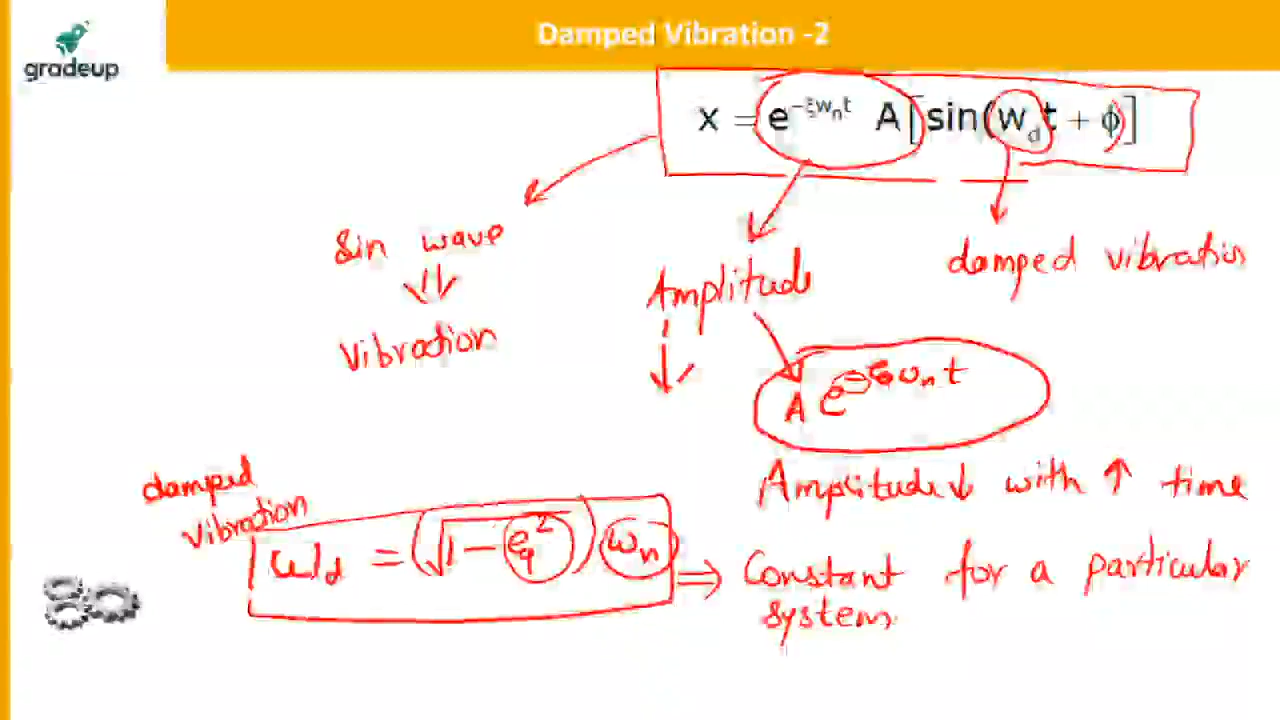 Damped Vibration -2
gradeup
x = e^{-ξw_n t} A[sin(w_d t + ϕ)]
Sin wave
⇓
Vibration
Amplitude
↓
damped vibration
A e^{-ξω_n t}
Amplitude↓ with ↑ time
damped
vibration
ω_d = (√1-ξ²) ω_n
⇒ Constant for a particular
system